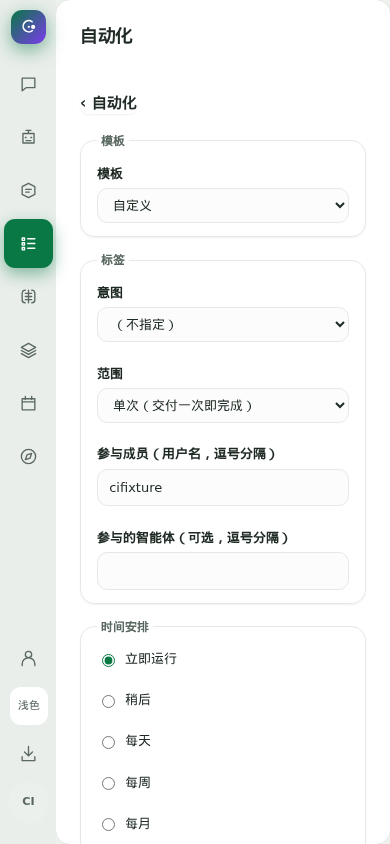 自动化
‹ 自动化
模板
模板
自定义
标签
意图
（不指定）
范围
单次（交付一次即完成）
参与成员（用户名，逗号分隔）
cifixture
参与的智能体（可选，逗号分隔）
时间安排
立即运行
稍后
每天
每周
每月
浅色
CI